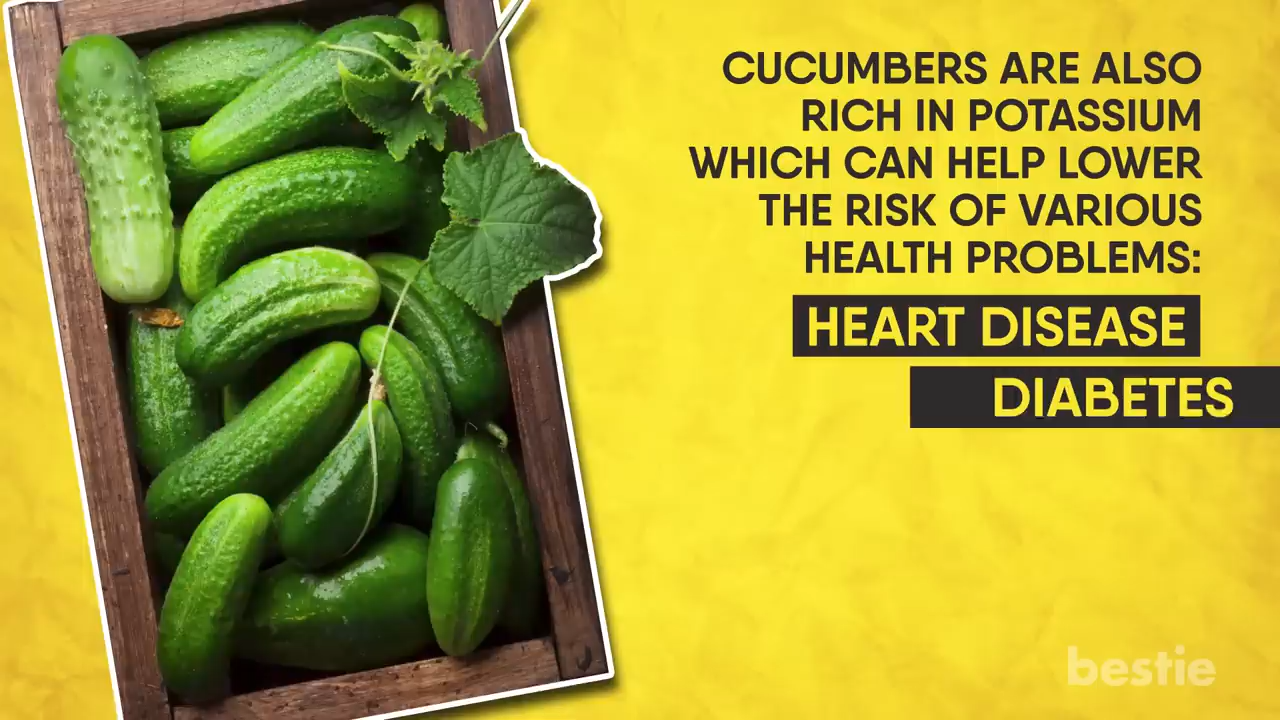 CUCUMBERS ARE ALSO
RICH IN POTASSIUM
WHICH CAN HELP LOWER
THE RISK OF VARIOUS
HEALTH PROBLEMS:
HEART DISEASE
DIABETES
bestie